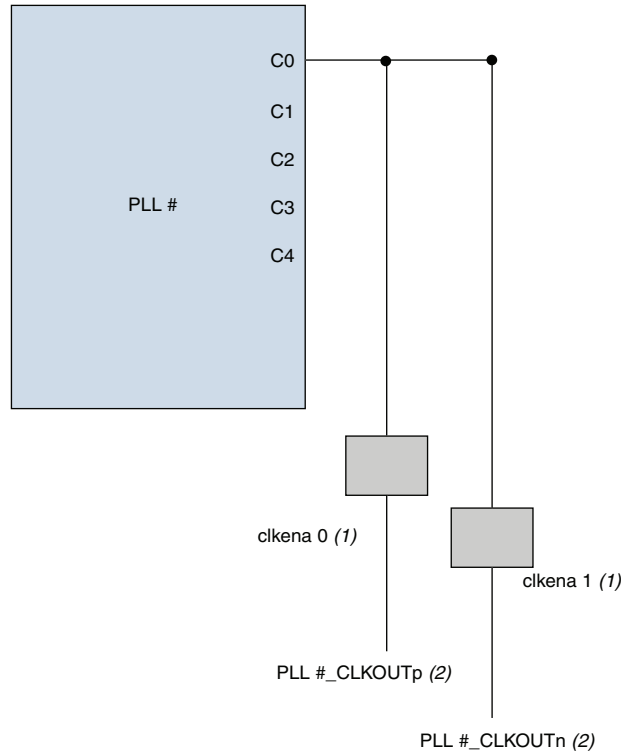 C0
C1
C2
PLL #
C3
C4
clkena 0 (1)
clkena 1 (1)
PLL #_CLKOUTp (2)
PLL #_CLKOUTn (2)